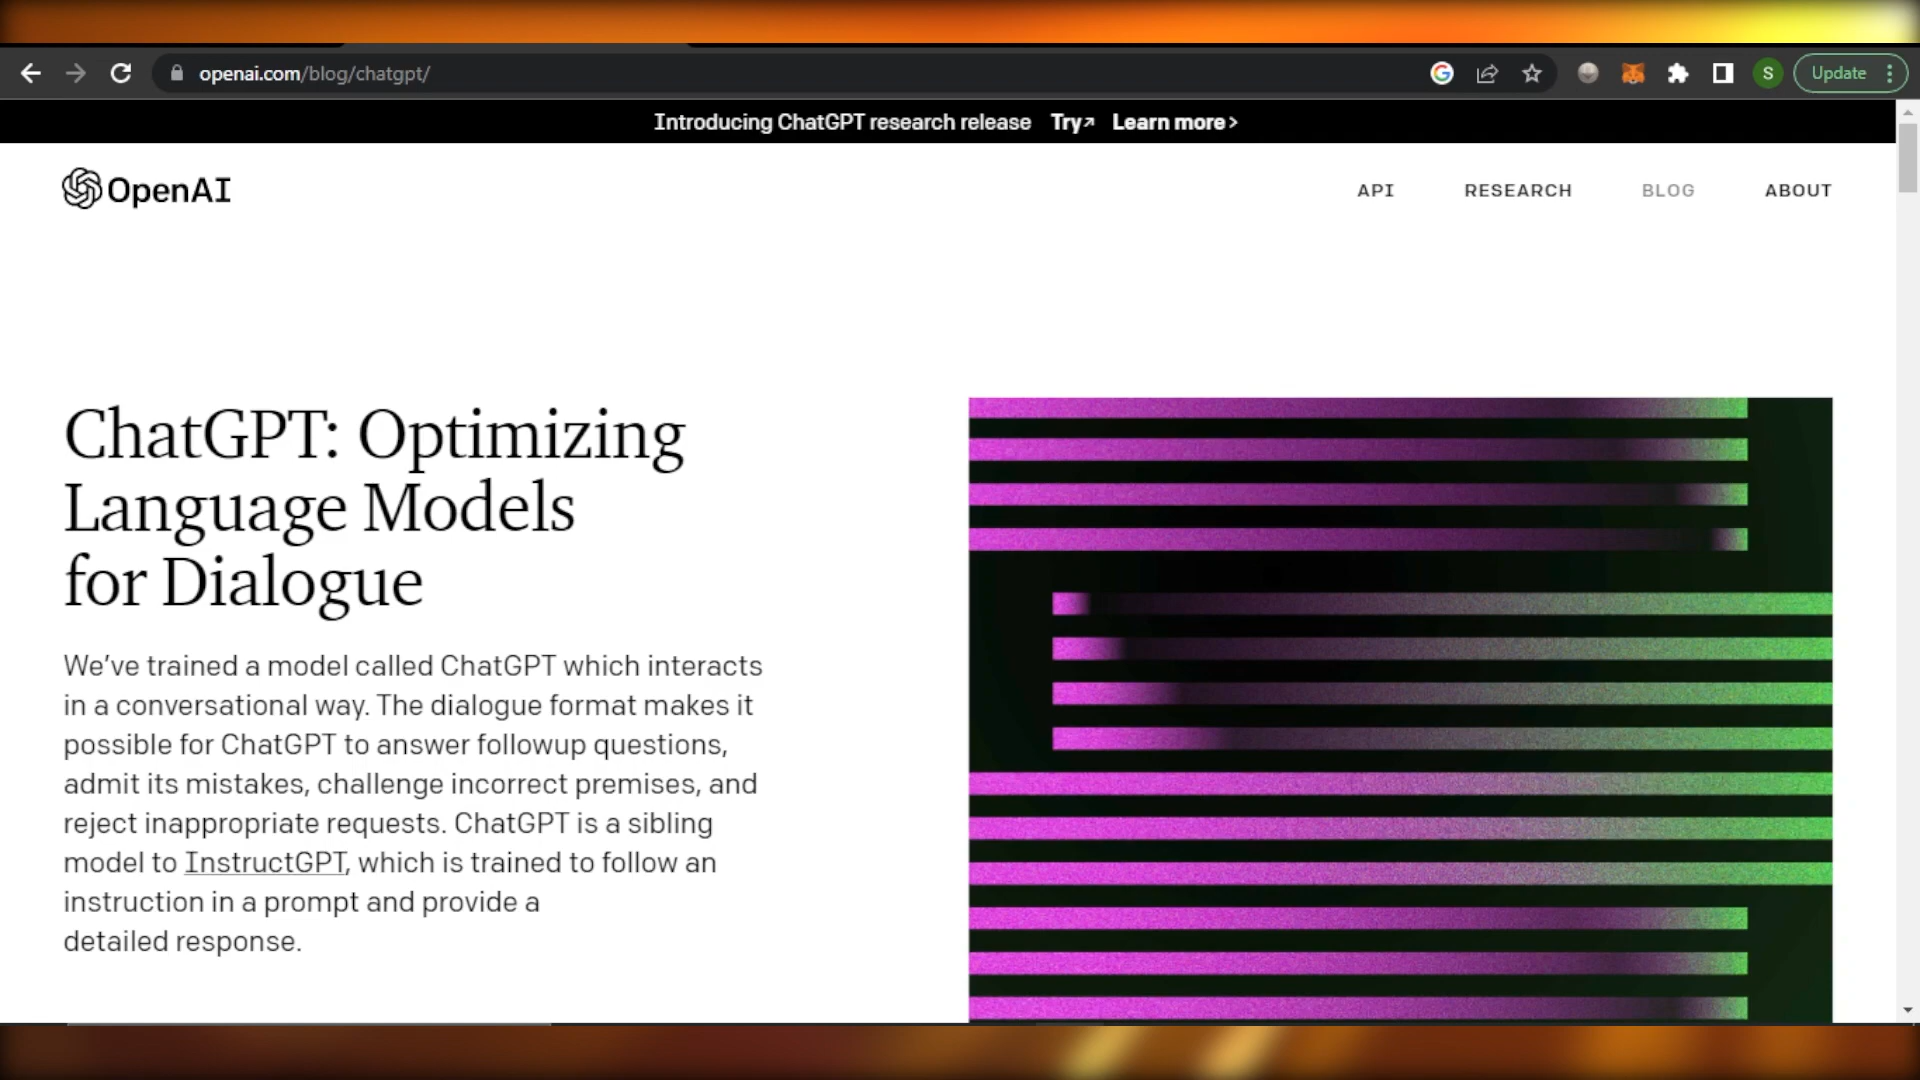 openai.com/blog/chatgpt/
S
Update
Introducing ChatGPT research release Try↗ Learn more >
OpenAI
API RESEARCH BLOG ABOUT
ChatGPT: Optimizing
Language Models
for Dialogue
We’ve trained a model called ChatGPT which interacts
in a conversational way. The dialogue format makes it
possible for ChatGPT to answer followup questions,
admit its mistakes, challenge incorrect premises, and
reject inappropriate requests. ChatGPT is a sibling
model to InstructGPT, which is trained to follow an
instruction in a prompt and provide a
detailed response.